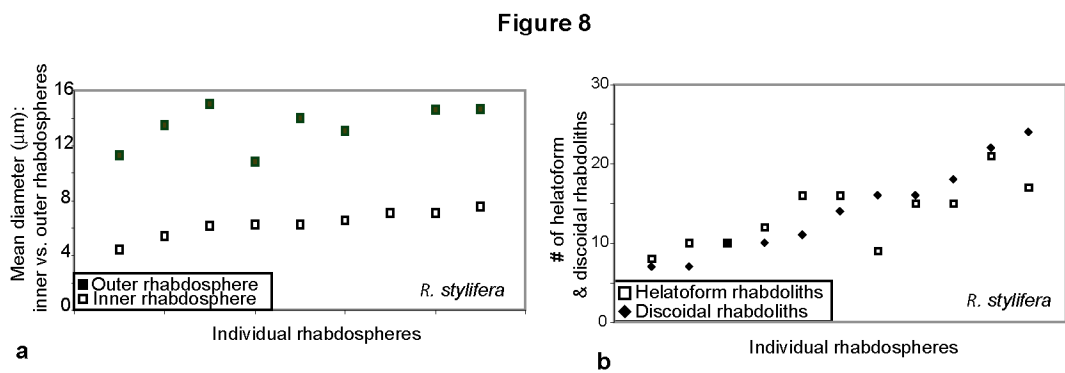 Figure 8
Mean diameter (µm):
inner vs. outer rhabdospheres
16
12
8
4
0
Outer rhabdosphere
Inner rhabdosphere
R. stylifera
Individual rhabdospheres
a
# of helatoform
& discoidal rhabdoliths
30
20
10
0
Helatoform rhabdoliths
Discoidal rhabdoliths
R. stylifera
Individual rhabdospheres
b